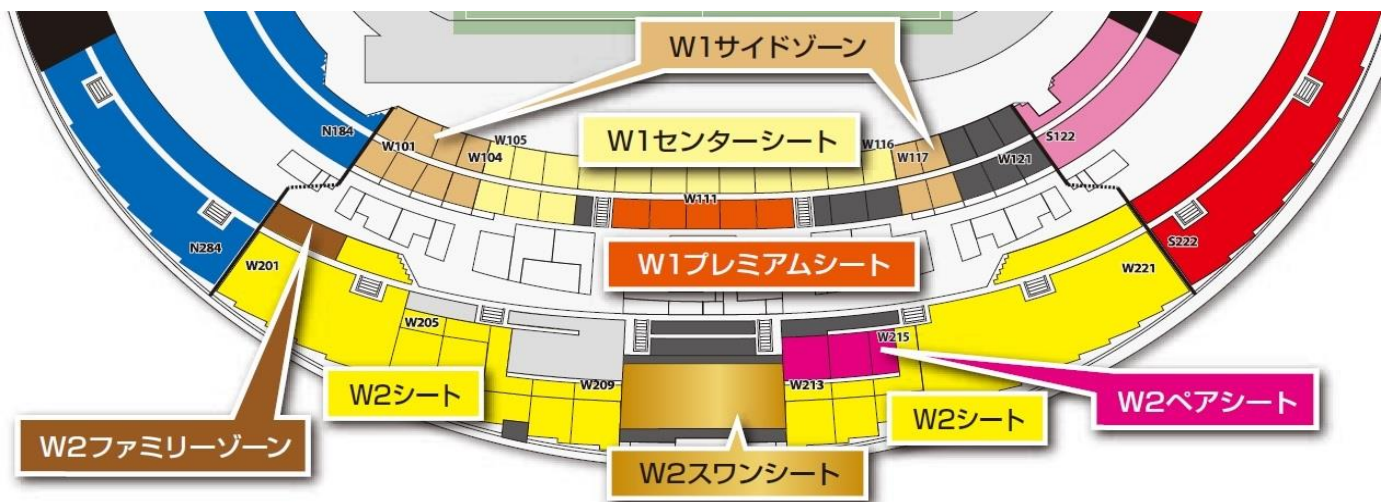 W1サイドゾーン
N184
W101
W104
W105
W1センターシート
W116
W117
W121
S122
W111
N284
W201
W1プレミアムシート
W221
S222
W205
W215
W2シート
W209
W213
W2シート
W2ペアシート
W2ファミリーゾーン
W2スワンシート